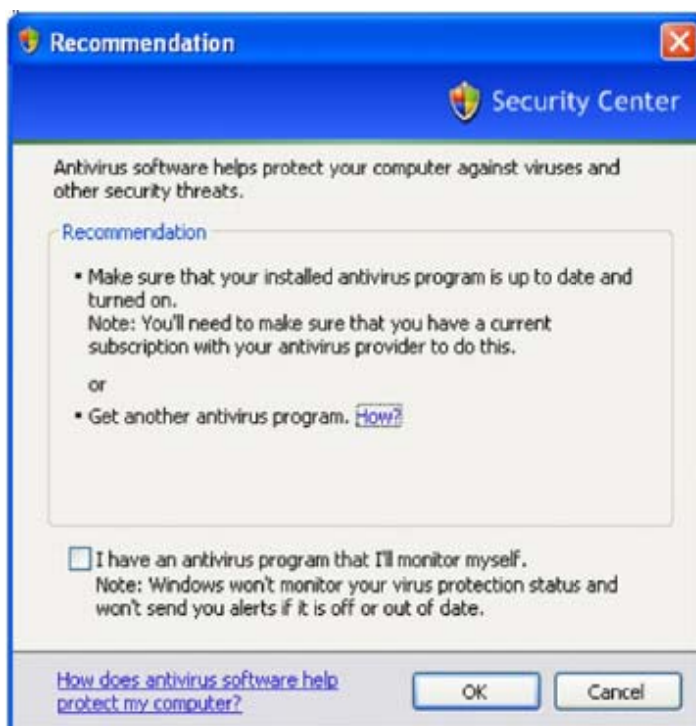 Recommendation
Security Center
Antivirus software helps protect your computer against viruses and
other security threats.
Recommendation
• Make sure that your installed antivirus program is up to date and
turned on.
Note: You'll need to make sure that you have a current
subscription with your antivirus provider to do this.
or
• Get another antivirus program. How?
I have an antivirus program that I'll monitor myself.
Note: Windows won't monitor your virus protection status and
won't send you alerts if it is off or out of date.
How does antivirus software help
protect my computer?
OK
Cancel